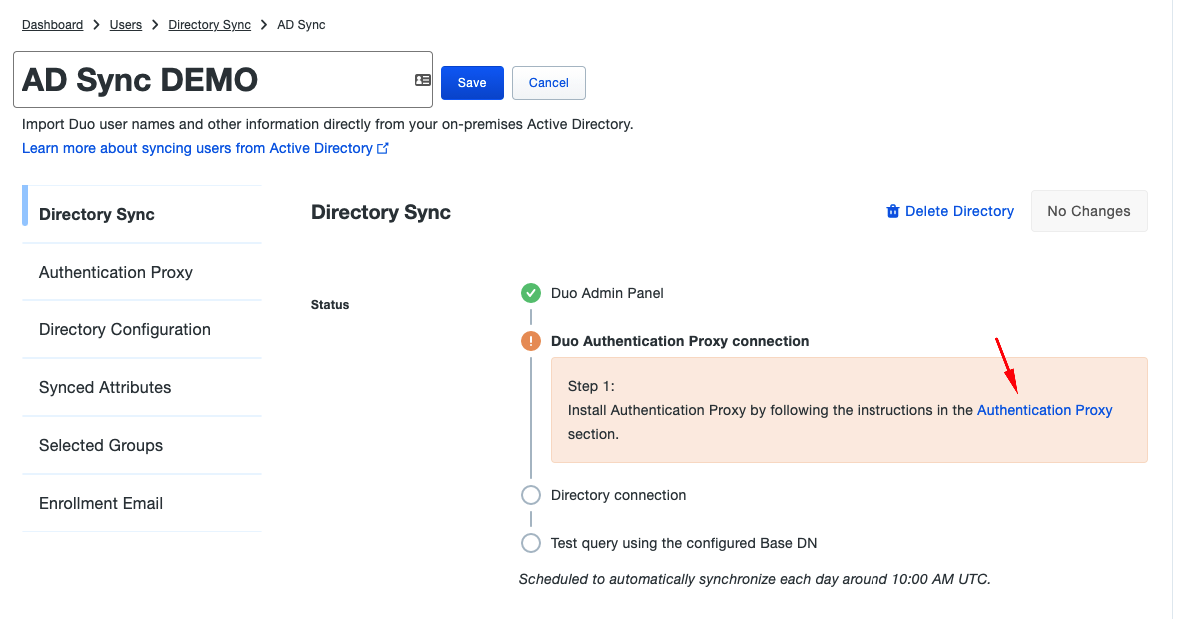 Dashboard > Users > Directory Sync > AD Sync
AD Sync DEMO
Save
Cancel
Import Duo user names and other information directly from your on-premises Active Directory.
Learn more about syncing users from Active Directory
Directory Sync
Authentication Proxy
Directory Configuration
Synced Attributes
Selected Groups
Enrollment Email
Directory Sync
Delete Directory
No Changes
Status
Duo Admin Panel
Duo Authentication Proxy connection
Step 1:
Install Authentication Proxy by following the instructions in the Authentication Proxy
section.
Directory connection
Test query using the configured Base DN
Scheduled to automatically synchronize each day around 10:00 AM UTC.